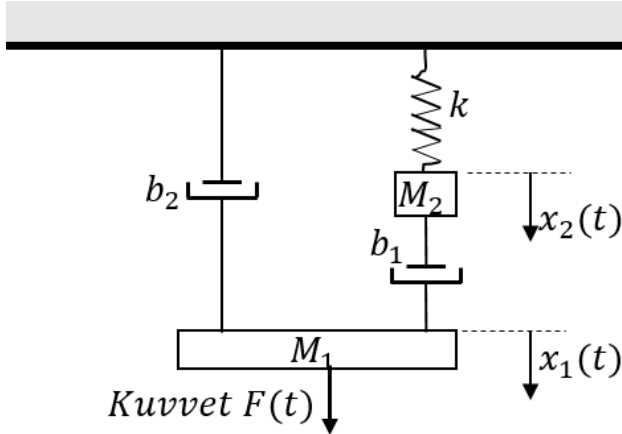 k
M₂
b₂
x₂(t)
b₁
M₁
x₁(t)
Kuvvet F(t)